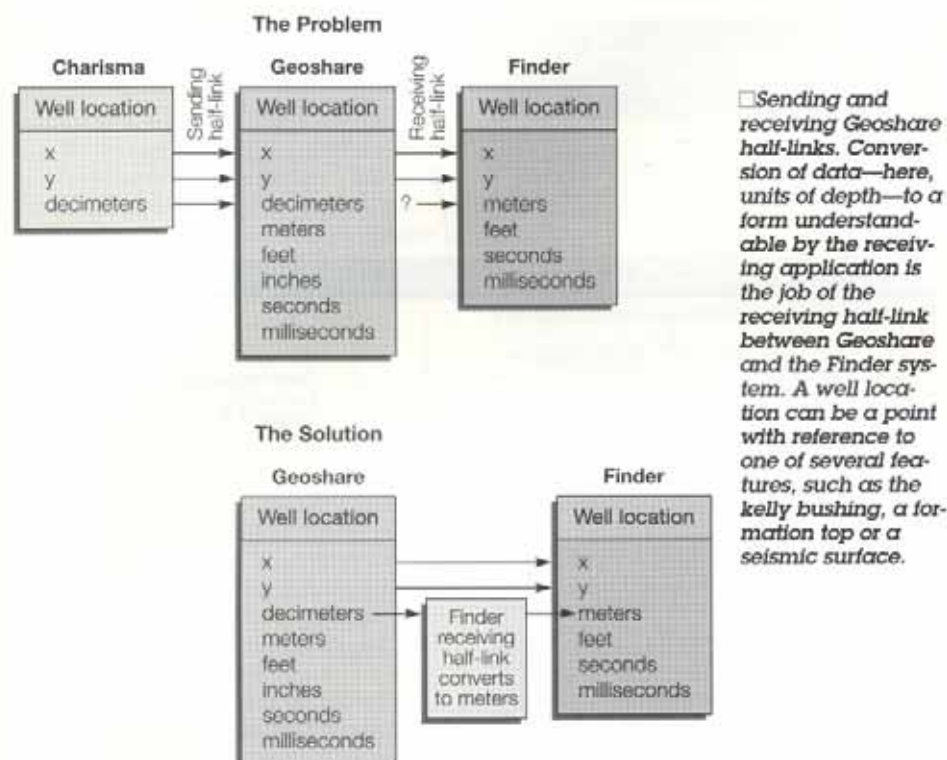 The Problem
Charisma
Sending
half-link
Geoshare
Receiving
half-link
Finder
Well location
x
y
decimeters
Well location
x
y
decimeters
meters
feet
inches
seconds
milliseconds
?
Well location
x
y
meters
feet
seconds
milliseconds
The Solution
Geoshare
Finder
Well location
x
y
decimeters
meters
feet
inches
seconds
milliseconds
Finder
receiving
half-link
converts
to meters
Well location
x
y
meters
feet
seconds
milliseconds
□Sending and
receiving Geoshare
half-links. Conver-
sion of data—here,
units of depth—to a
form understand-
able by the receiv-
ing application is
the job of the
receiving half-link
between Geoshare
and the Finder sys-
tem. A well loca-
tion can be a point
with reference to
one of several fea-
tures, such as the
kelly bushing, a for-
mation top or a
seismic surface.